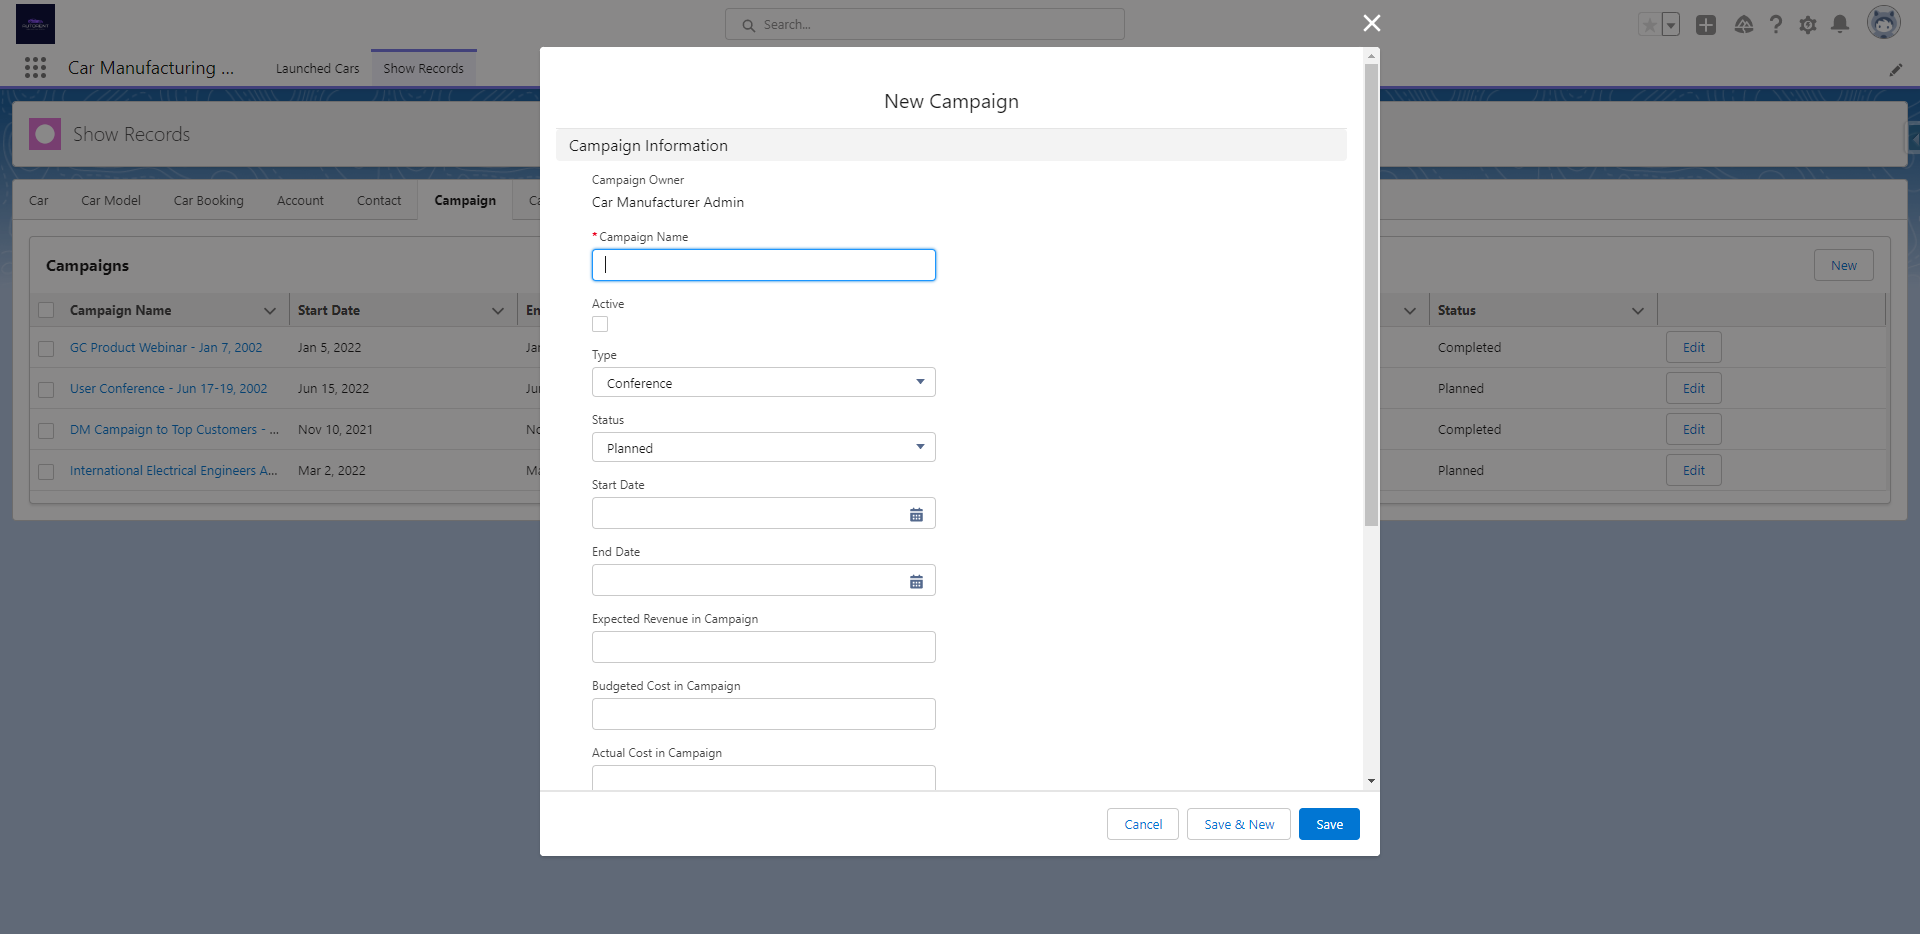 Search...
Car Manufacturing ...
Launched Cars
Show Records
Show Records
Car
Car Model
Car Booking
Account
Contact
Campaign
Campaigns
New
Campaign Name
Start Date
Status
GC Product Webinar - Jan 7, 2002
Jan 5, 2022
Completed
Edit
User Conference - Jun 17-19, 2002
Jun 15, 2022
Planned
Edit
DM Campaign to Top Customers - ...
Nov 10, 2021
Completed
Edit
International Electrical Engineers A...
Mar 2, 2022
Planned
Edit
New Campaign
Campaign Information
Campaign Owner
Car Manufacturer Admin
*Campaign Name
Active
Type
Conference
Status
Planned
Start Date
End Date
Expected Revenue in Campaign
Budgeted Cost in Campaign
Actual Cost in Campaign
Cancel
Save & New
Save